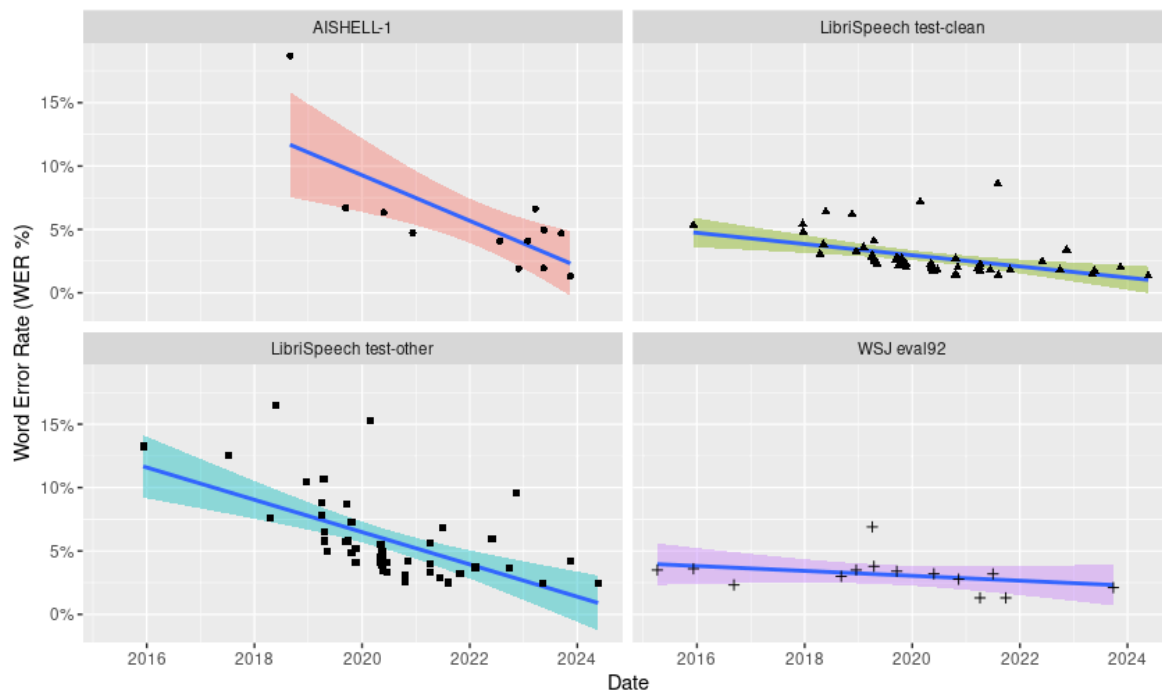 AISHELL-1
LibriSpeech test-clean
15%
10%
5%
0%
LibriSpeech test-other
WSJ eval92
15%
10%
5%
0%
2016 2018 2020 2022 2024
2016 2018 2020 2022 2024
Date
Word Error Rate (WER %)